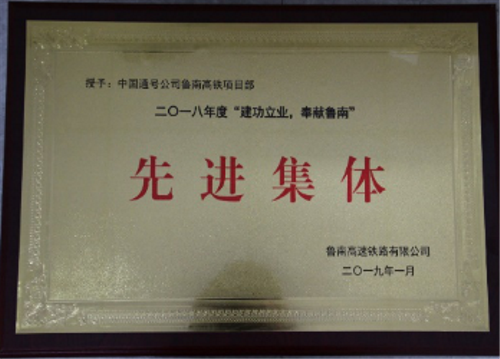 授予：中国通号公司鲁南高铁项目部
二〇一八年度“建功立业，奉献鲁南”
先进集体
鲁南高速铁路有限公司
二〇一九年一月